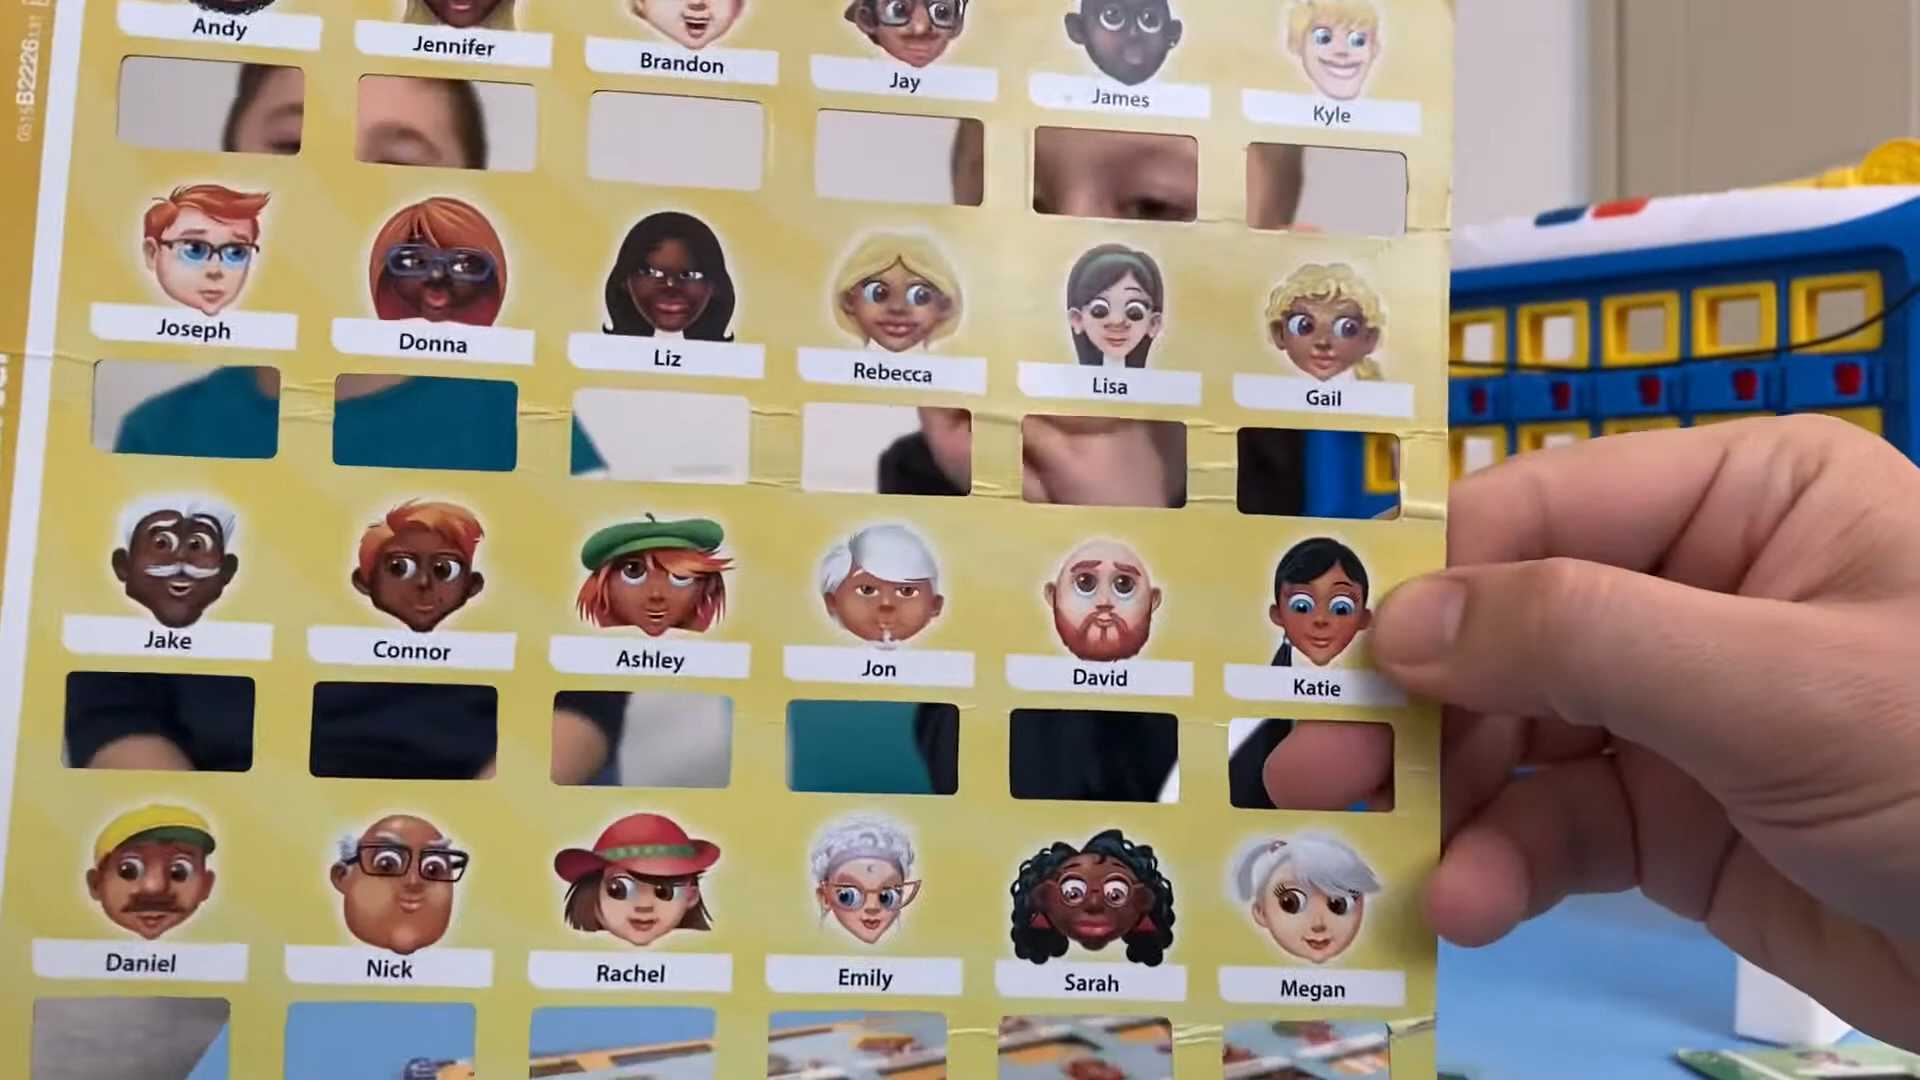 Andy
Jennifer
Brandon
Jay
James
Kyle
Joseph
Donna
Liz
Rebecca
Lisa
Gail
Jake
Connor
Ashley
Jon
David
Katie
Daniel
Nick
Rachel
Emily
Sarah
Megan